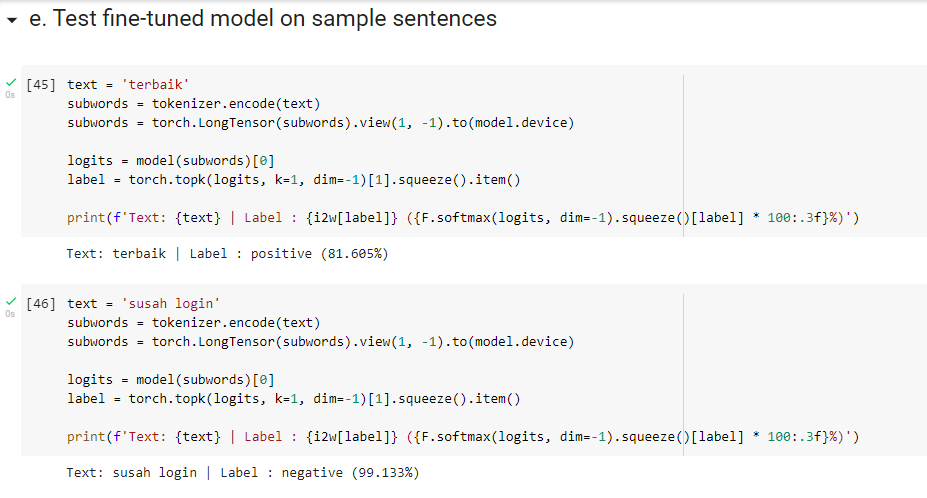 e. Test fine-tuned model on sample sentences
[45] text = 'terbaik'
0s
subwords = tokenizer.encode(text)
subwords = torch.LongTensor(subwords).view(1, -1).to(model.device)
logits = model(subwords)[0]
label = torch.topk(logits, k=1, dim=-1)[1].squeeze().item()
print(f'Text: {text} | Label : {i2w[label]} ({F.softmax(logits, dim=-1).squeeze()[label] * 100:.3f}%)')
Text: terbaik | Label : positive (81.605%)
[46] text = 'susah login'
0s
subwords = tokenizer.encode(text)
subwords = torch.LongTensor(subwords).view(1, -1).to(model.device)
logits = model(subwords)[0]
label = torch.topk(logits, k=1, dim=-1)[1].squeeze().item()
print(f'Text: {text} | Label : {i2w[label]} ({F.softmax(logits, dim=-1).squeeze()[label] * 100:.3f}%)')
Text: susah login | Label : negative (99.133%)